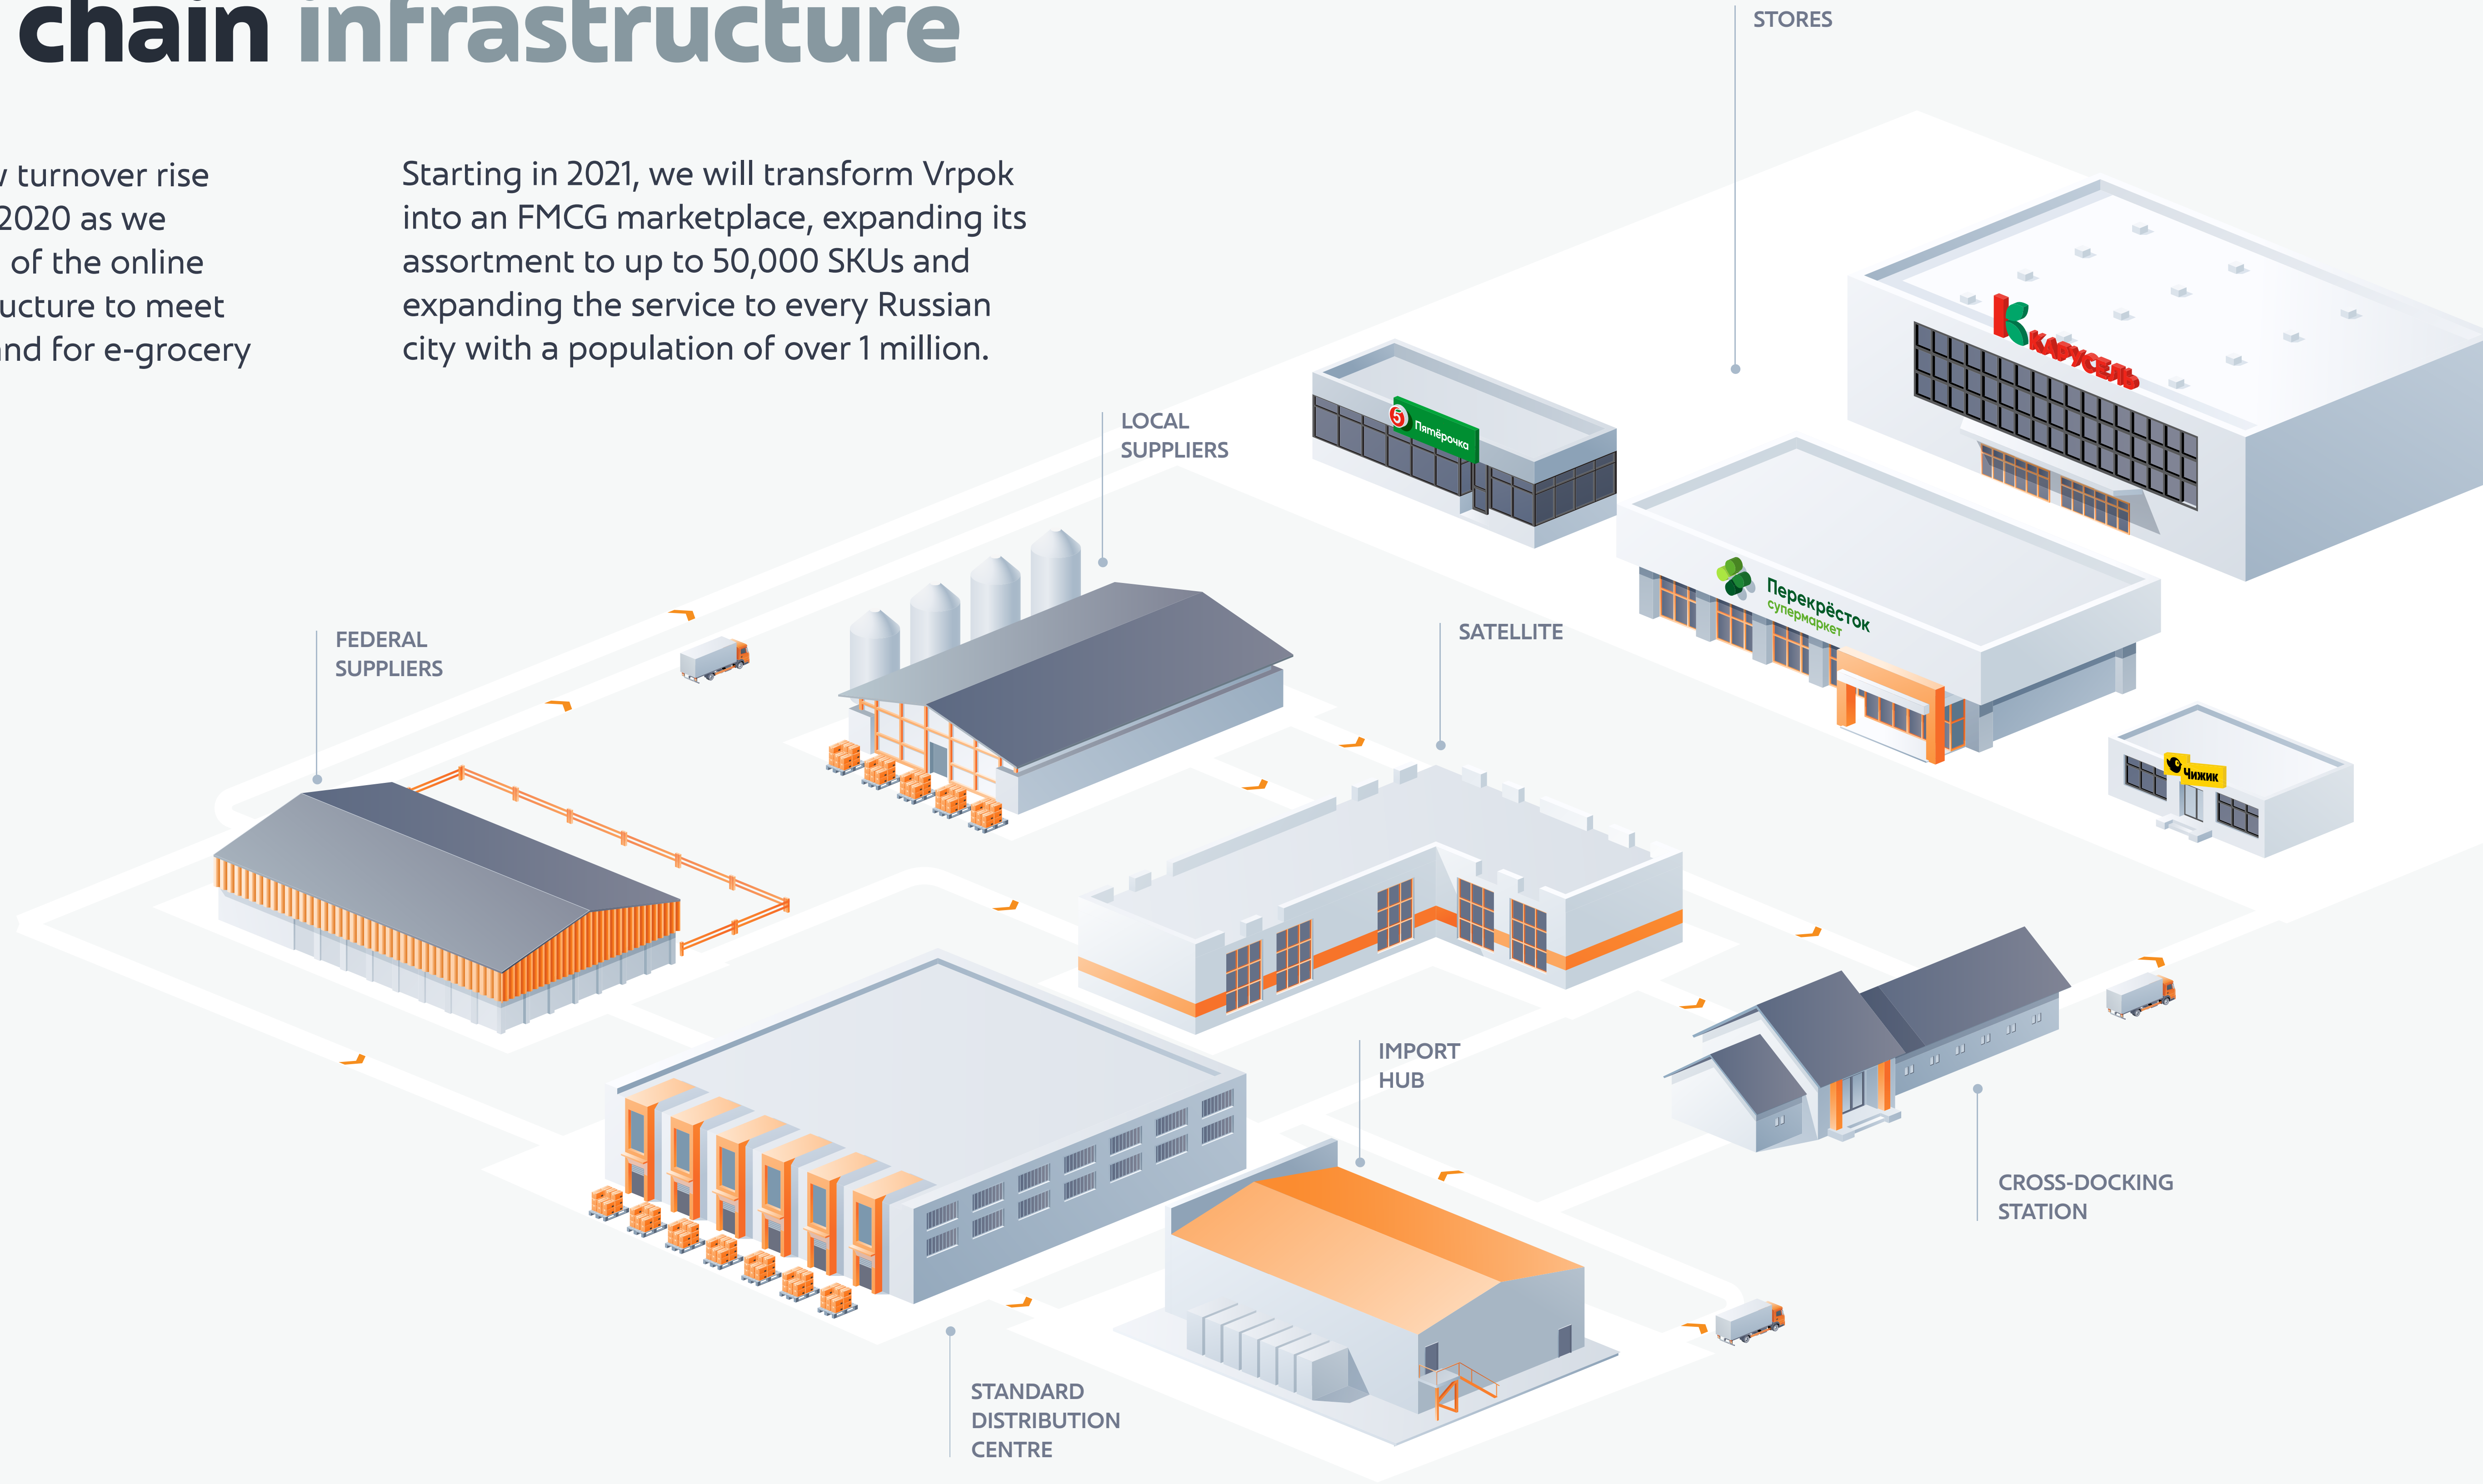 chain infrastructure
turnover rise
2020 as we
of the online
ucture to meet
nd for e-grocery
Starting in 2021, we will transform Vrpok
into an FMCG marketplace, expanding its
assortment to up to 50,000 SKUs and
expanding the service to every Russian
city with a population of over 1 million.
STORES
К КАРУСЕЛЬ
5 Пятёрочка
LOCAL
SUPPLIERS
Перекрёсток
супермаркет
SATELLITE
FEDERAL
SUPPLIERS
Чижик
IMPORT
HUB
CROSS-DOCKING
STATION
STANDARD
DISTRIBUTION
CENTRE